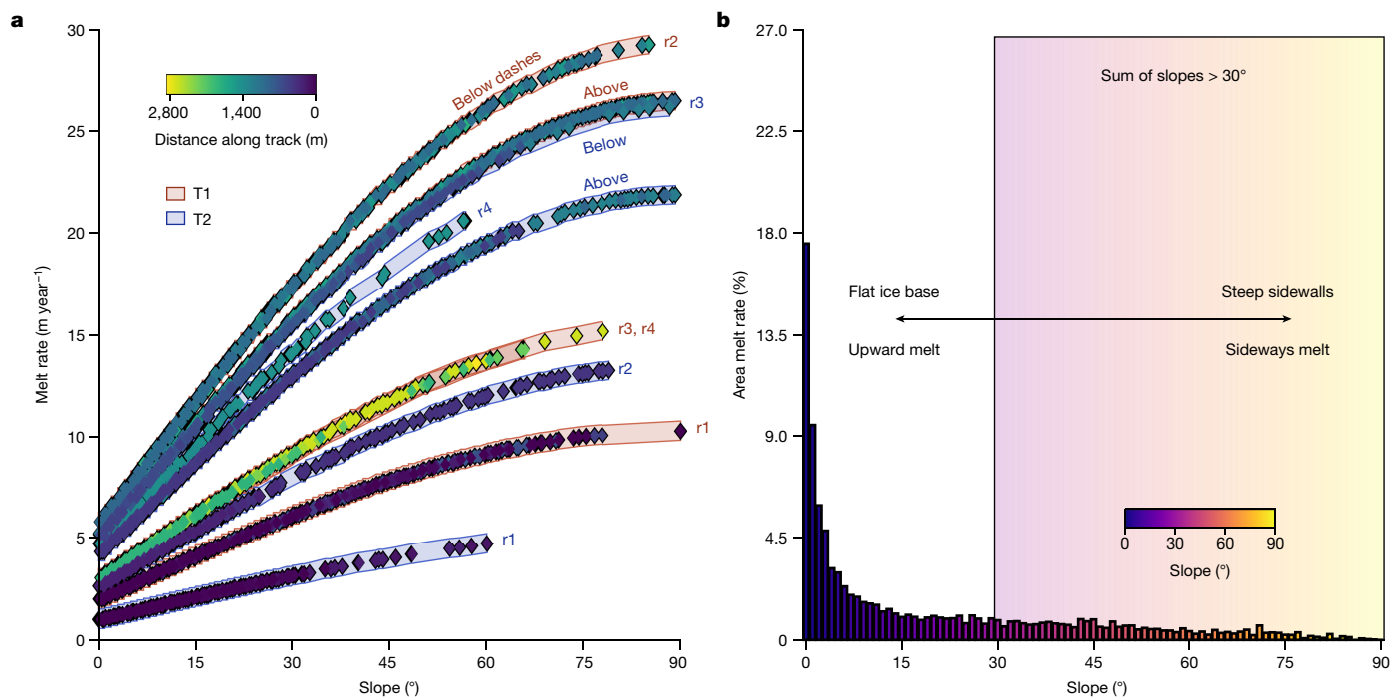 a
30
25
20
15
10
5
0
Melt rate (m year⁻¹)
0
15
30
45
60
75
90
Slope (°)
2,800
1,400
0
Distance along track (m)
T1
T2
Below dashes
r2
Above
r3
Below
Above
r4
r3, r4
r2
r1
r1
b
27.0
22.5
18.0
13.5
9.0
4.5
0
Area melt rate (%)
0
15
30
45
60
75
90
Slope (°)
Sum of slopes > 30°
Flat ice base
Steep sidewalls
Upward melt
Sideways melt
0
30
60
90
Slope (°)